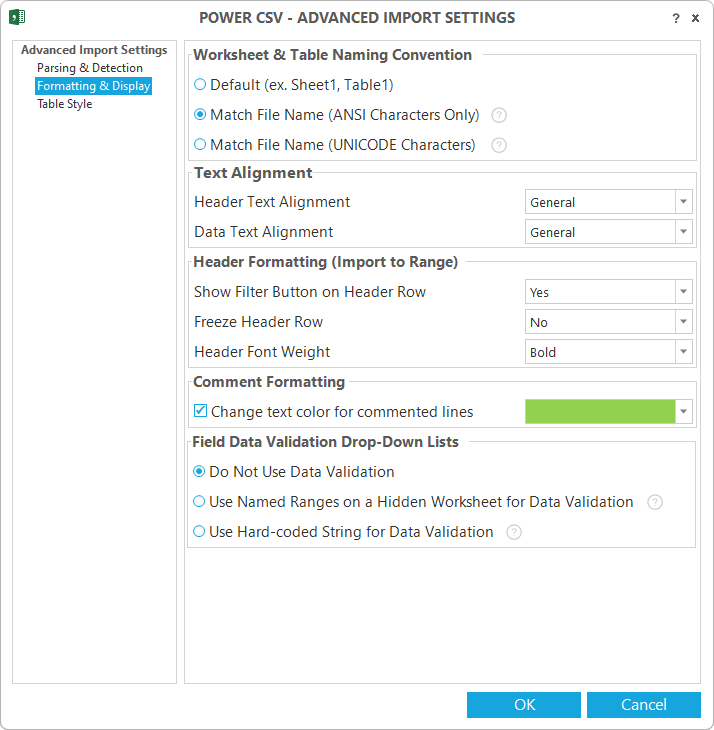 POWER CSV - ADVANCED IMPORT SETTINGS
? x
Advanced Import Settings
Parsing & Detection
Formatting & Display
Table Style
Worksheet & Table Naming Convention
Default (ex. Sheet1, Table1)
Match File Name (ANSI Characters Only) ?
Match File Name (UNICODE Characters) ?
Text Alignment
Header Text Alignment General
Data Text Alignment General
Header Formatting (Import to Range)
Show Filter Button on Header Row Yes
Freeze Header Row No
Header Font Weight Bold
Comment Formatting
Change text color for commented lines
Field Data Validation Drop-Down Lists
Do Not Use Data Validation
Use Named Ranges on a Hidden Worksheet for Data Validation ?
Use Hard-coded String for Data Validation ?
OK Cancel